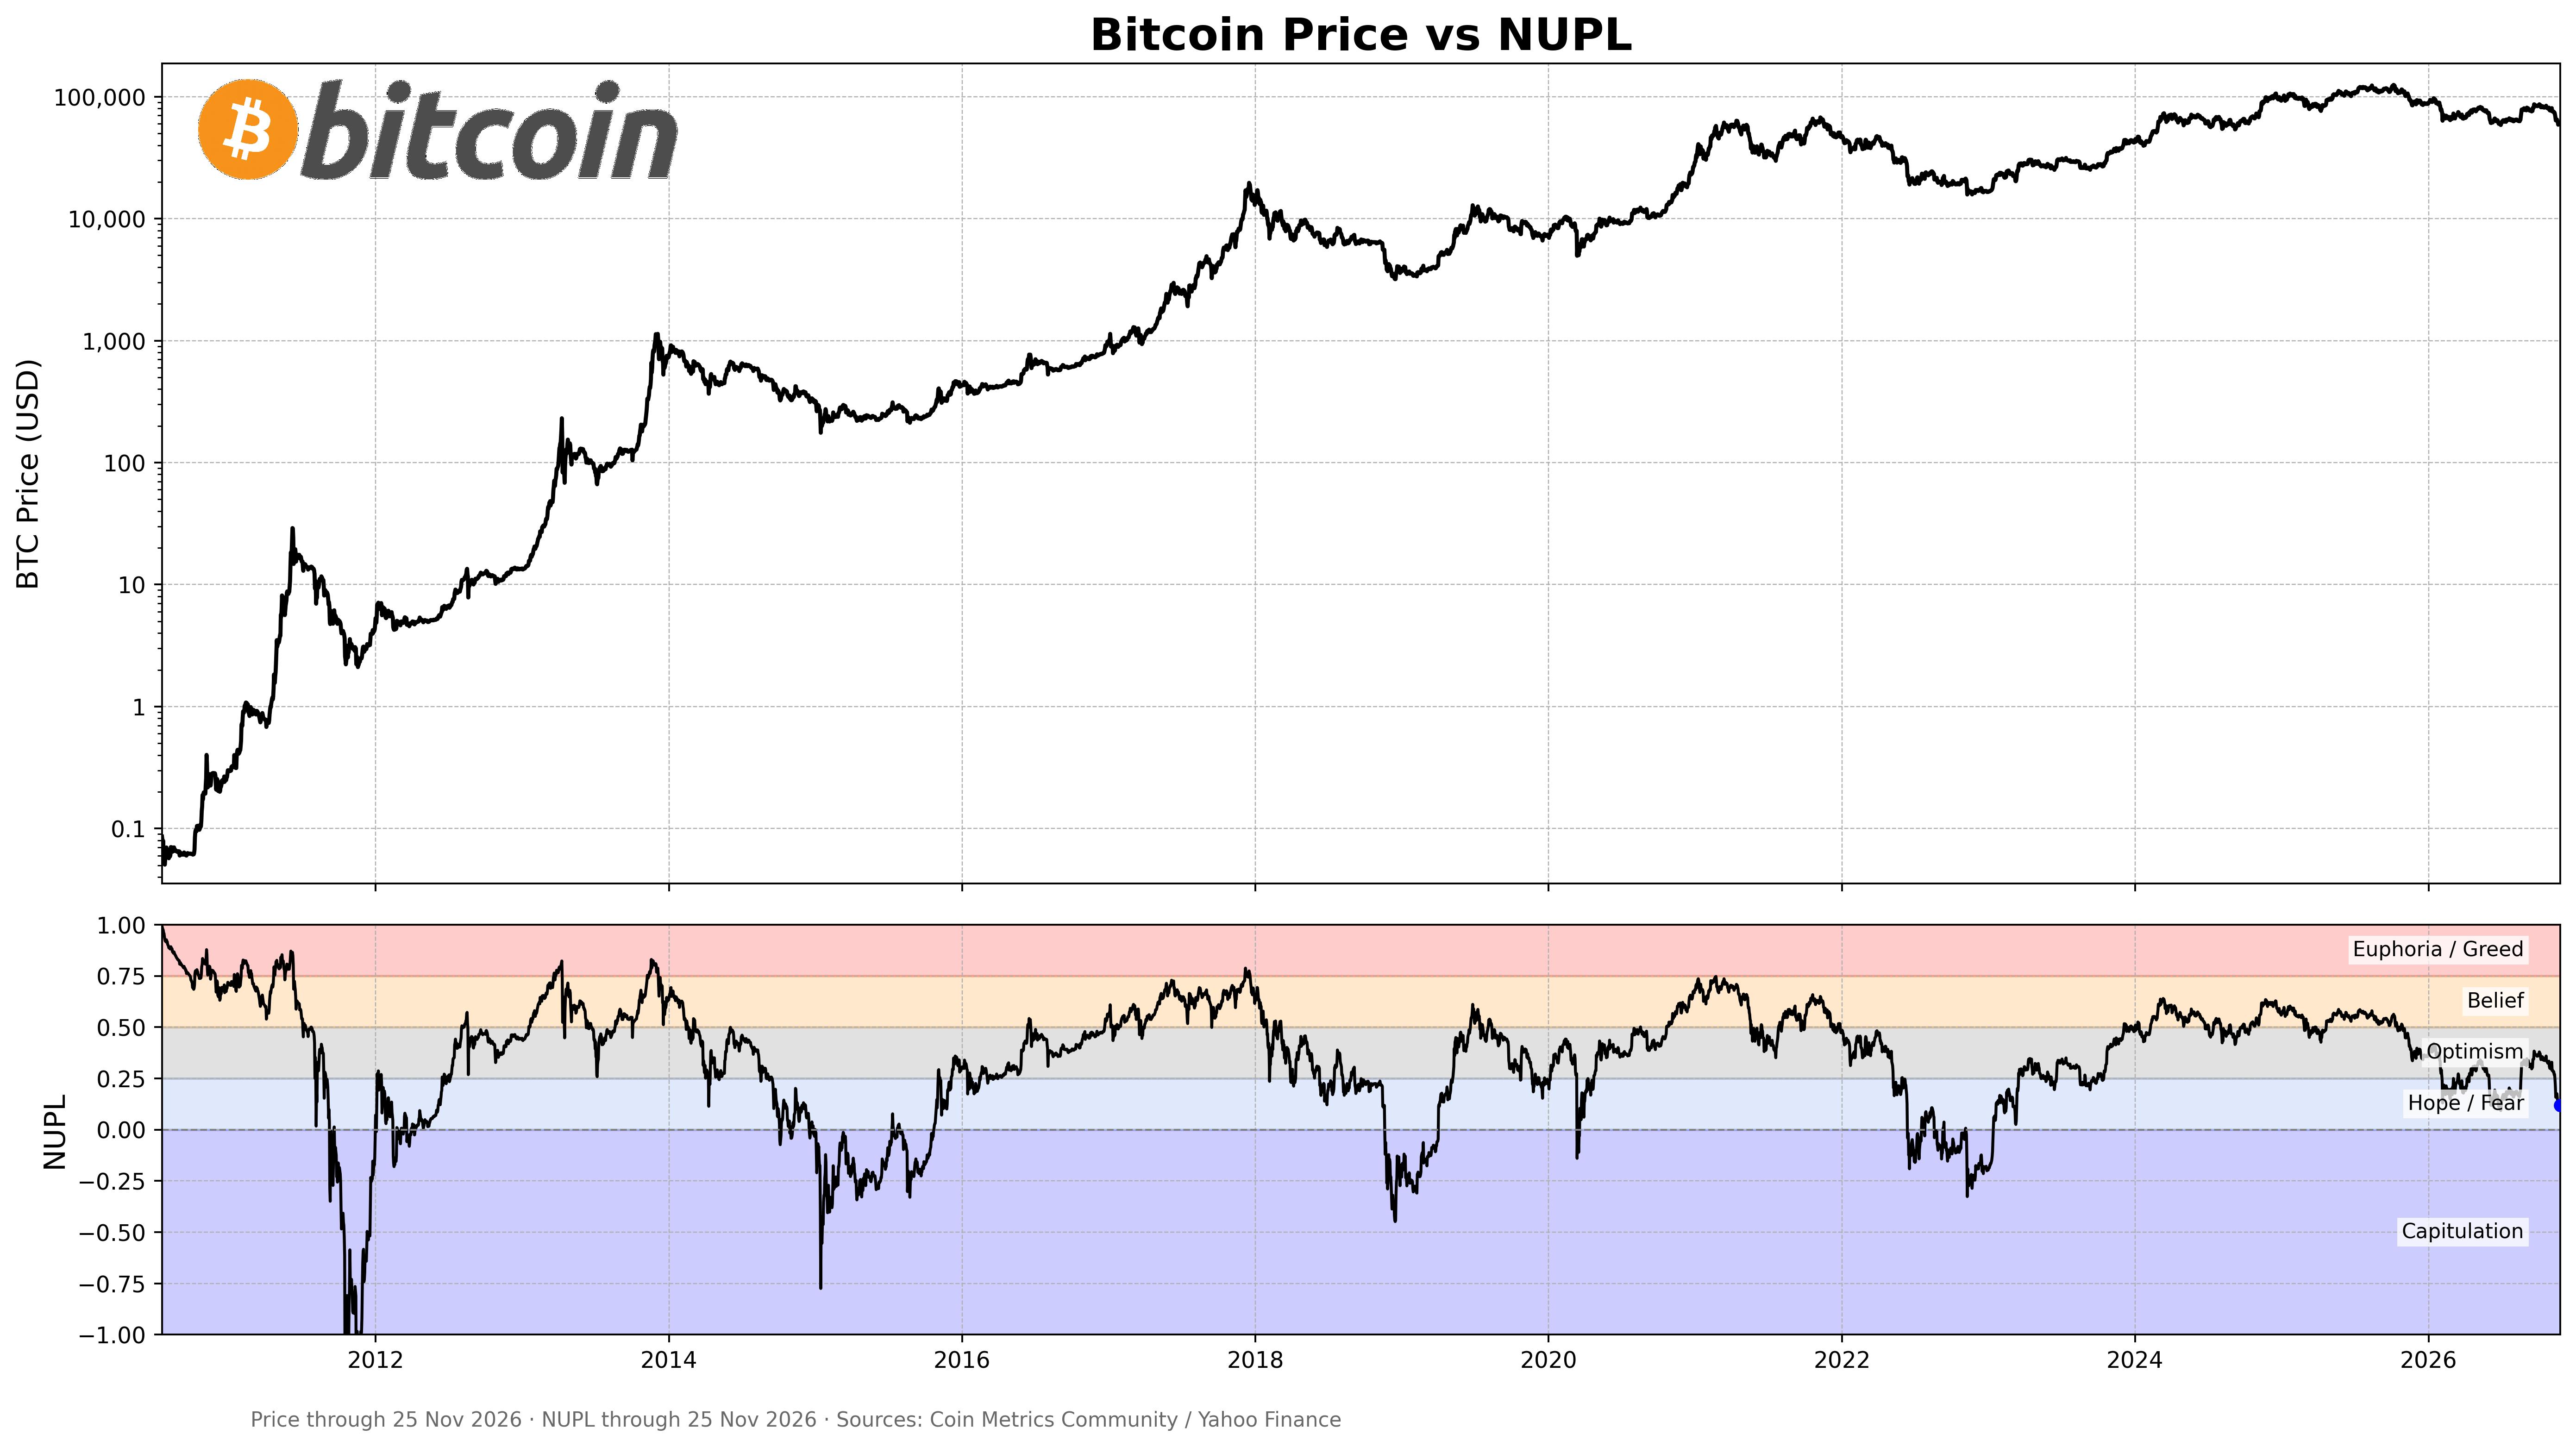 Bitcoin Price vs NUPL
bitcoin
BTC Price (USD)
100,000
10,000
1,000
100
10
1
0.1
NUPL
1.00
0.75
0.50
0.25
0.00
−0.25
−0.50
−0.75
−1.00
Euphoria / Greed
Belief
Optimism
Hope / Fear
Capitulation
2012 2014 2016 2018 2020 2022 2024 2026
Price through 25 Nov 2026 · NUPL through 25 Nov 2026 · Sources: Coin Metrics Community / Yahoo Finance